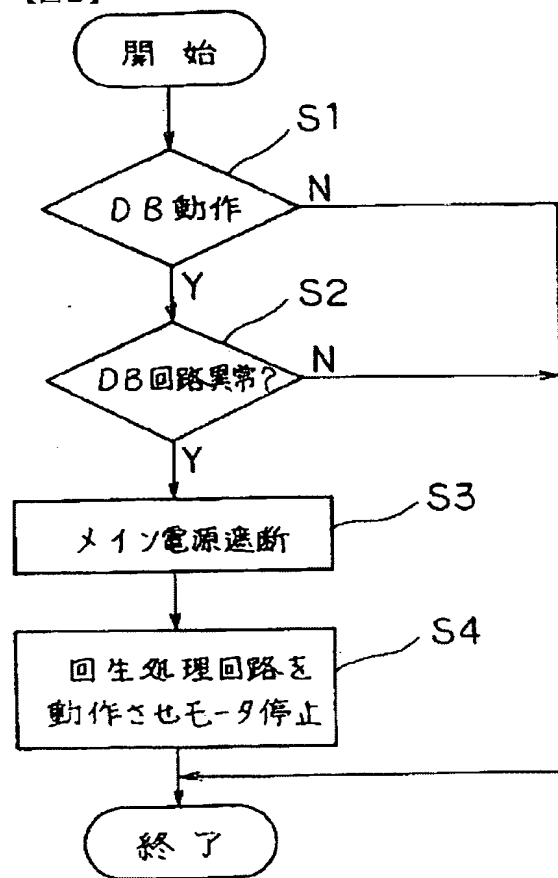 開始
S1
DB動作
N
Y
S2
DB回路異常?
N
Y
S3
メイン電源遮断
S4
回生処理回路を
動作させモータ停止
終了